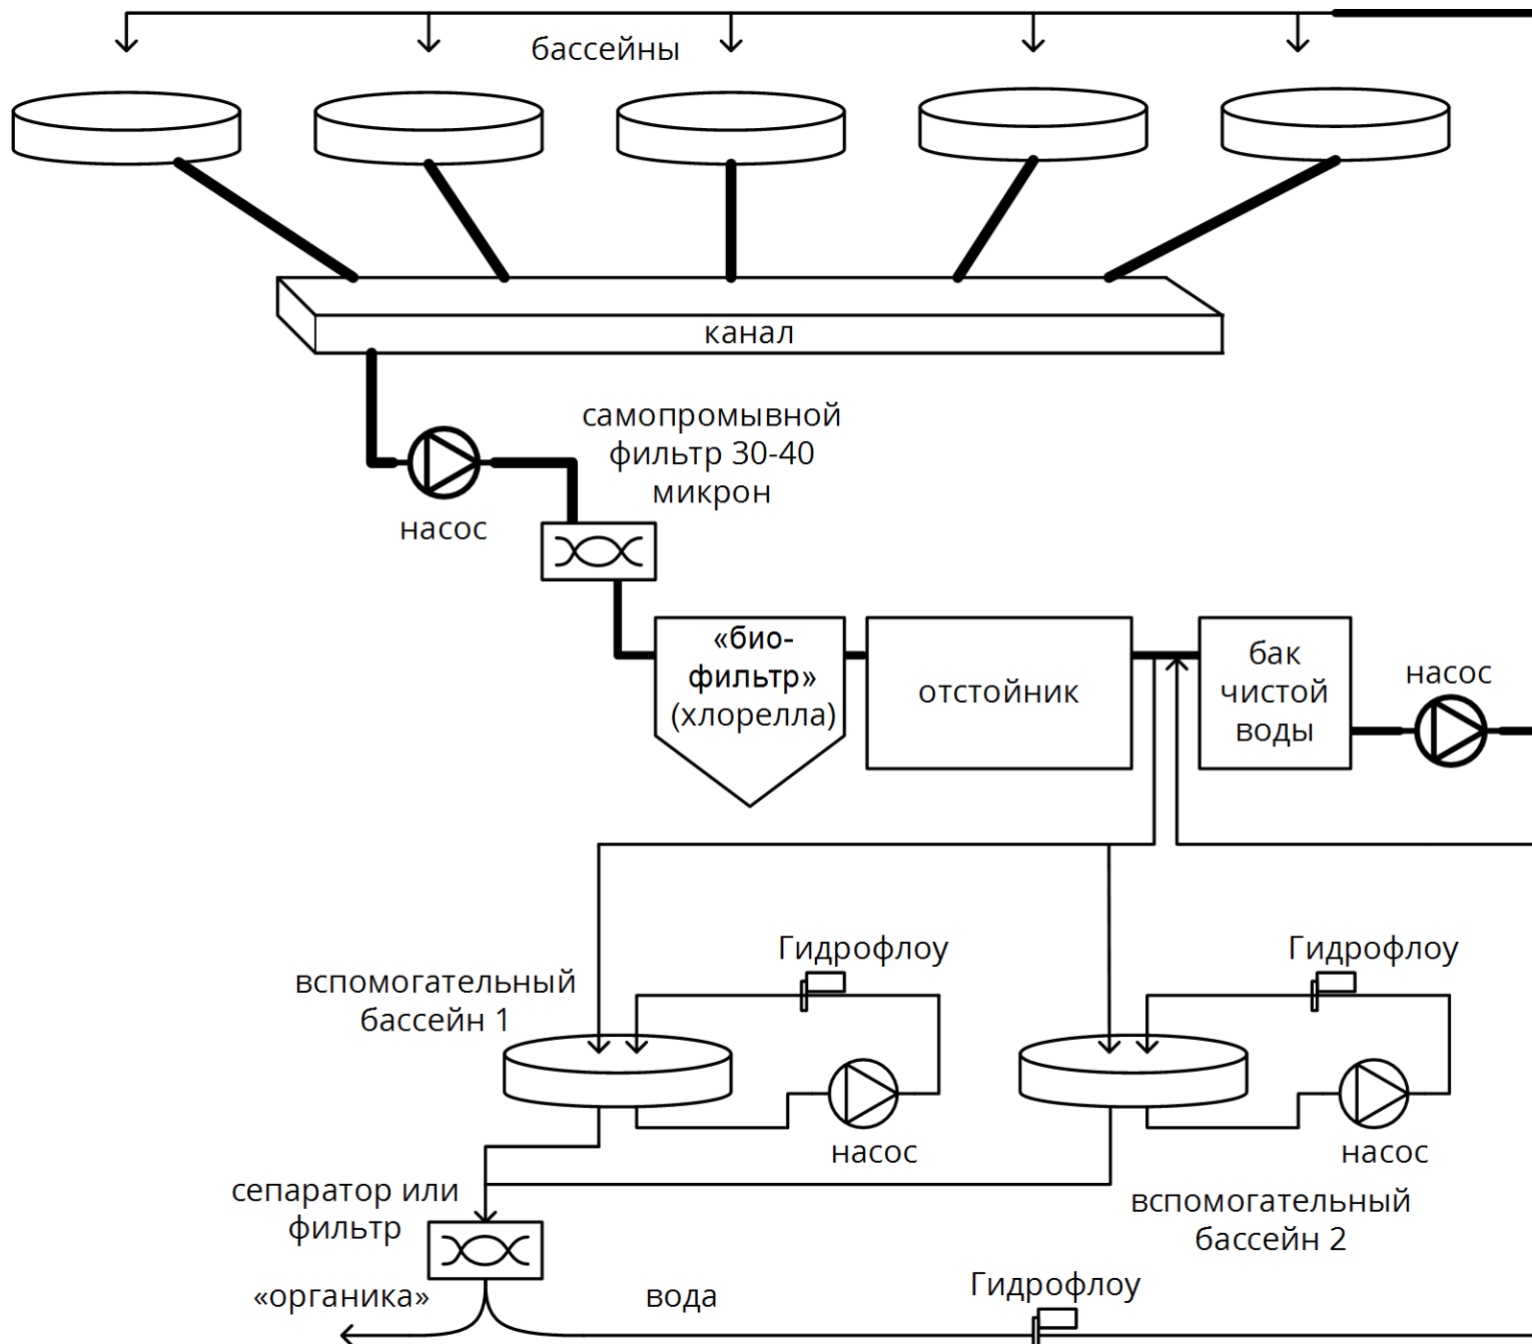 бассейны
канал
самопромывной
фильтр 30-40
микрон
насос
«био-
фильтр»
(хлорелла)
отстойник
бак
чистой
воды
насос
Гидрофлоу
Гидрофлоу
вспомогательный
бассейн 1
насос
насос
сепаратор или
фильтр
вспомогательный
бассейн 2
«органика»
вода
Гидрофлоу